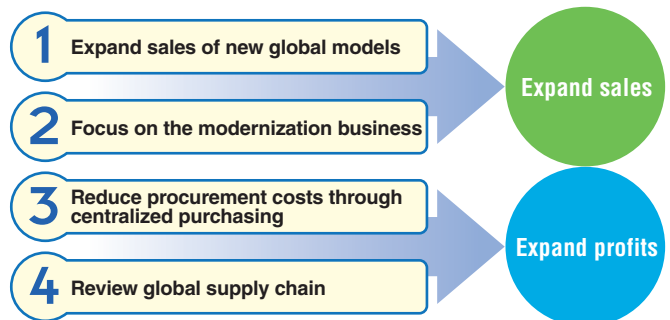 1 Expand sales of new global models
2 Focus on the modernization business
Expand sales
3 Reduce procurement costs through
centralized purchasing
4 Review global supply chain
Expand profits